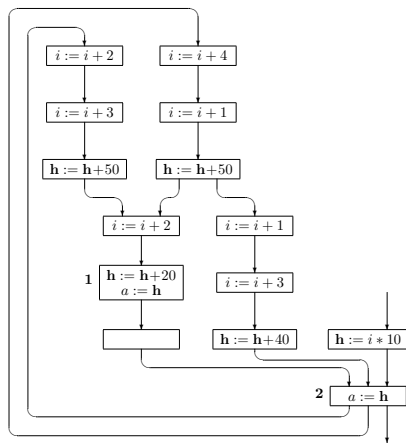 i := i + 2
i := i + 4
i := i + 3
i := i + 1
h := h+50
h := h+50
i := i + 2
i := i + 1
1
h := h+20
a := h
i := i + 3
h := h+40
h := i * 10
2
a := h